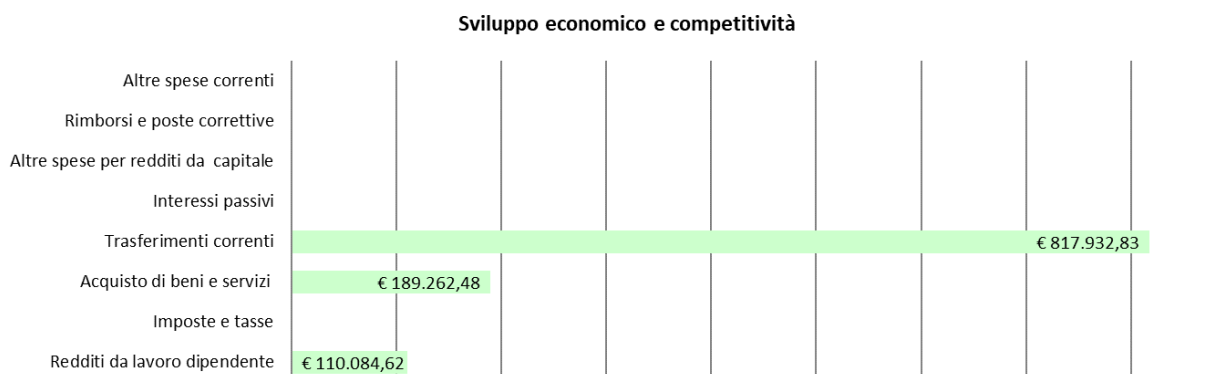 Sviluppo economico e competitività
Altre spese correnti
Rimborsi e poste correttive
Altre spese per redditi da capitale
Interessi passivi
Trasferimenti correnti € 817.932,83
Acquisto di beni e servizi € 189.262,48
Imposte e tasse
Redditi da lavoro dipendente € 110.084,62